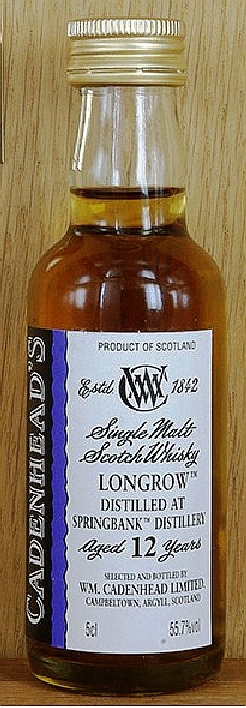 CADENHEAD'S
PRODUCT OF SCOTLAND
Estd. WM 1842
Single Malt
Scotch Whisky
LONGROW™
DISTILLED AT
SPRINGBANK™ DISTILLERY
Aged 12 Years
SELECTED AND BOTTLED BY
WM. CADENHEAD LIMITED.
CAMPBELTOWN, ARGYLL, SCOTLAND
5cl 55.7%vol